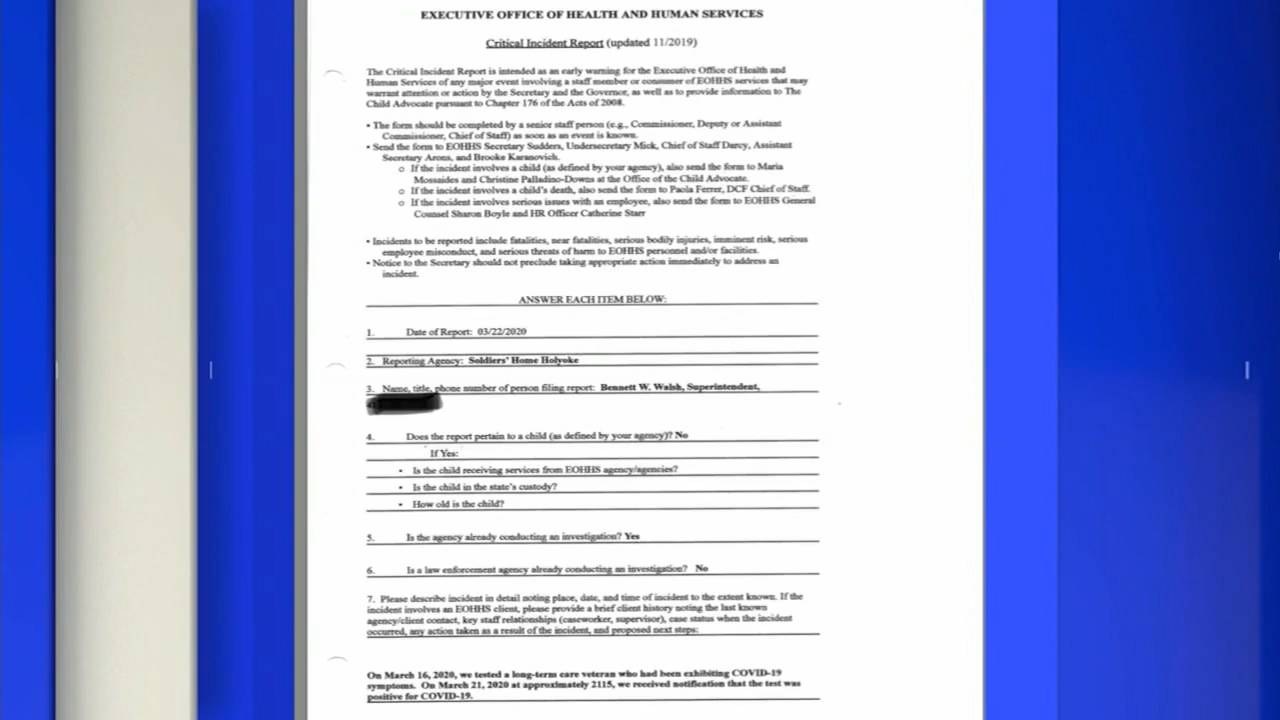 EXECUTIVE OFFICE OF HEALTH AND HUMAN SERVICES
Critical Incident Report (updated 11/2019)
The Critical Incident Report is intended as an early warning for the Executive Office of Health and
Human Services of any major event involving a staff member or consumer of EOHHS services that may
warrant attention or action by the Secretary and the Governor, as well as to provide information to The
Child Advocate pursuant to Chapter 176 of the Acts of 2008.
• The form should be completed by a senior staff person (e.g., Commissioner, Deputy or Assistant
Commissioner, Chief of Staff) as soon as an event is known.
• Send the form to EOHHS Secretary Sudders, Undersecretary Mick, Chief of Staff Darcy, Assistant
Secretary Arons, and Brooke Karanovich.
o If the incident involves a child (as defined by your agency), also send the form to Maria
Mossaides and Christine Palladino-Downs at the Office of the Child Advocate.
o If the incident involves a child's death, also send the form to Paola Ferrer, DCF Chief of Staff.
o If the incident involves serious issues with an employee, also send the form to EOHHS General
Counsel Sharon Boyle and HR Officer Catherine Starr
• Incidents to be reported include fatalities, near fatalities, serious bodily injuries, imminent risk, serious
employee misconduct, and serious threats of harm to EOHHS personnel and/or facilities.
• Notice to the Secretary should not preclude taking appropriate action immediately to address an
incident.
ANSWER EACH ITEM BELOW:
1. Date of Report: 03/22/2020
2. Reporting Agency: Soldiers' Home Holyoke
3. Name, title, phone number of person filing report: Bennett W. Walsh, Superintendent,
4. Does the report pertain to a child (as defined by your agency)? No
If Yes:
• Is the child receiving services from EOHHS agency/agencies?
• Is the child in the state's custody?
• How old is the child?
5. Is the agency already conducting an investigation? Yes
6. Is a law enforcement agency already conducting an investigation? No
7. Please describe incident in detail noting place, date, and time of incident to the extent known. If the
incident involves an EOHHS client, please provide a brief client history noting the last known
agency/client contact, key staff relationships (caseworker, supervisor), case status when the incident
occurred, any action taken as a result of the incident, and proposed next steps:
On March 16, 2020, we tested a long-term care veteran who had been exhibiting COVID-19
symptoms. On March 21, 2020 at approximately 2115, we received notification that the test was
positive for COVID-19.